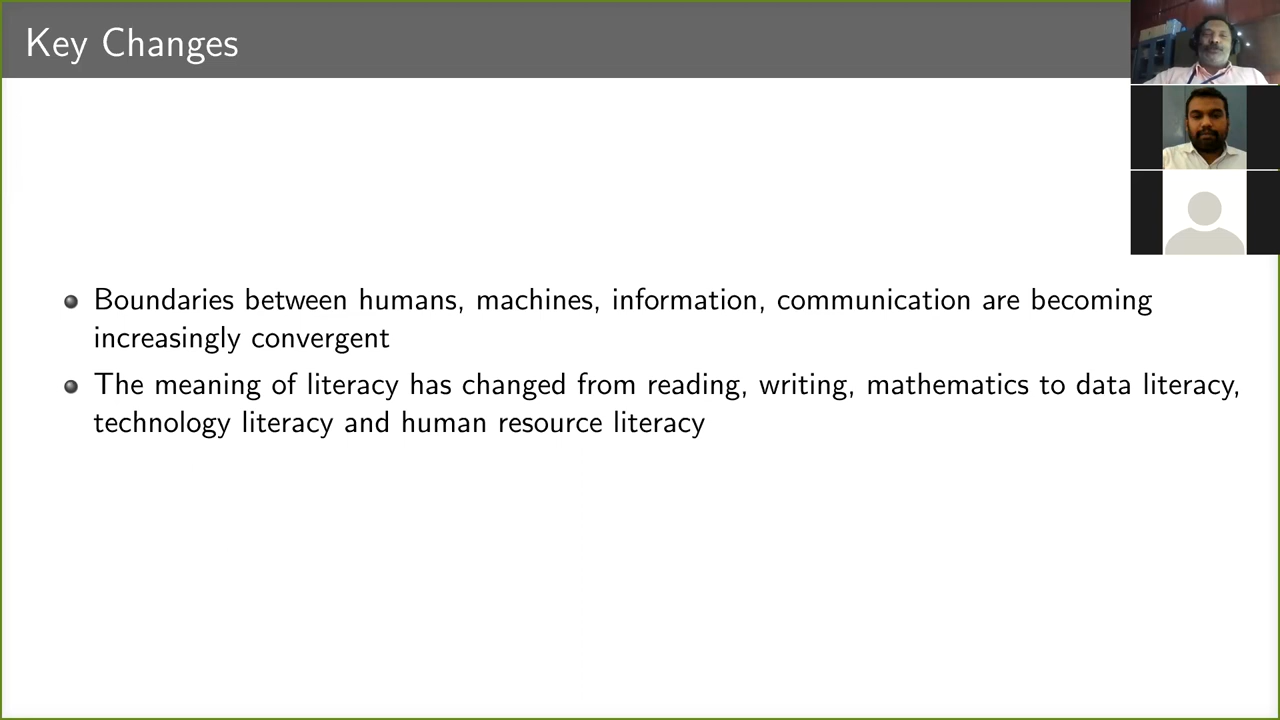 Key Changes
Boundaries between humans, machines, information, communication are becoming
increasingly convergent
The meaning of literacy has changed from reading, writing, mathematics to data literacy,
technology literacy and human resource literacy